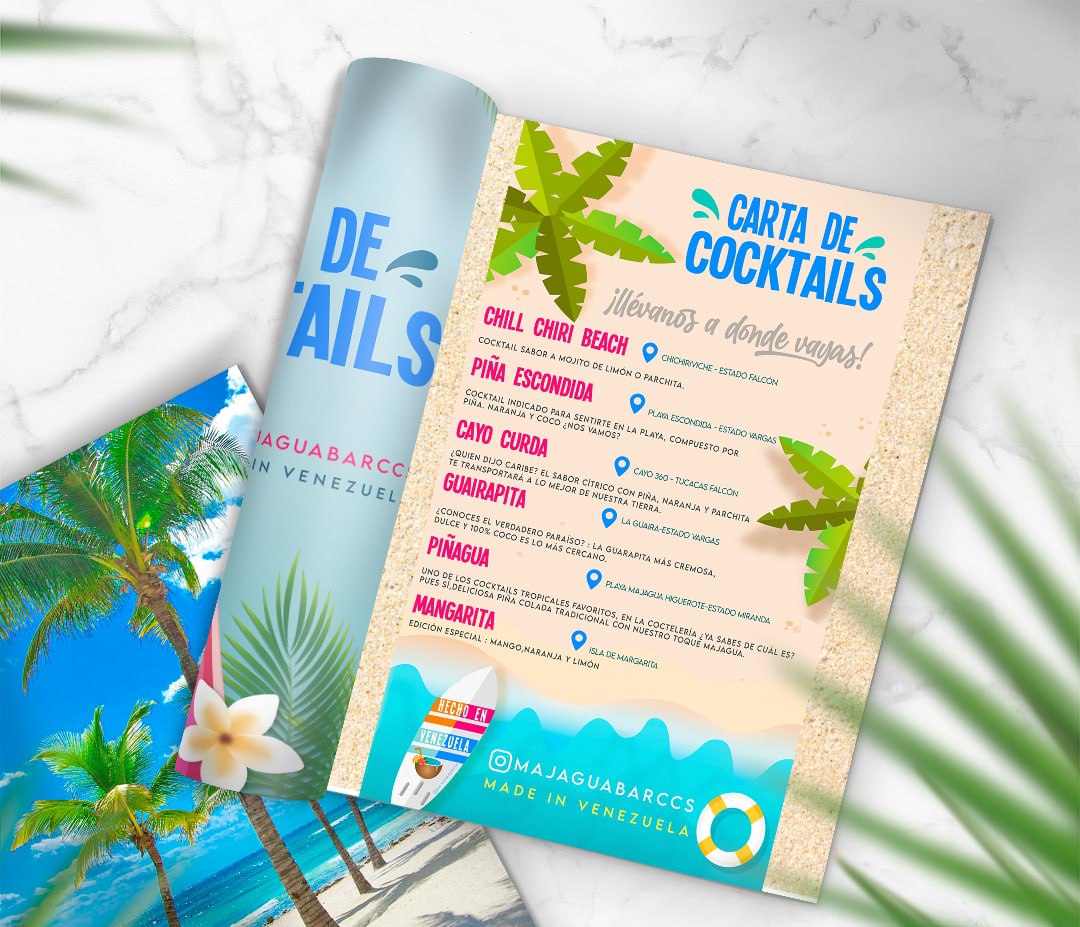 DE
TAILS
MAJAGUABARCCS
IN VENEZUEL
CARTA DE
COCKTAILS
¡llévanos a donde vayas!
CHILL CHIRI BEACH
CHICHIRIVICHE - ESTADO FALCÓN
COCKTAIL SABOR A MOJITO DE LIMÓN O PARCHITA.
PIÑA ESCONDIDA
PLAYA ESCONDIDA - ESTADO VARGAS
COCKTAIL INDICADO PARA SENTIRTE EN LA PLAYA, COMPUESTO POR
PIÑA. NARANJA Y COCO ¿NOS VAMOS?
CAYO CURDA
CAYO 360 - TUCACAS FALCÓN
¿QUIEN DIJO CARIBE? EL SABOR CÍTRICO CON PIÑA, NARANJA Y PARCHITA
TE TRANSPORTARÁ A LO MEJOR DE NUESTRA TIERRA.
GUAIRAPITA
LA GUAIRA-ESTADO VARGAS
¿CONOCES EL VERDADERO PARAÍSO? : LA GUARAPITA MÁS CREMOSA,
DULCE Y 100% COCO ES LO MÁS CERCANO.
PIÑAGUA
PLAYA MAJAGUA HIGUEROTE-ESTADO MIRANDA
UNO DE LOS COCKTAILS TROPICALES FAVORITOS, EN LA COCTELERÍA ¿YA SABES DE CUÁL ES?
PUES SÍ,DELICIOSA PIÑA COLADA TRADICIONAL CON NUESTRO TOQUE MAJAGUA.
MANGARITA
ISLA DE MARGARITA
EDICIÓN ESPECIAL : MANGO,NARANJA Y LIMÓN
HECHO EN
VENEZUELA
MAJAGUABARCCS
MADE IN VENEZUELA